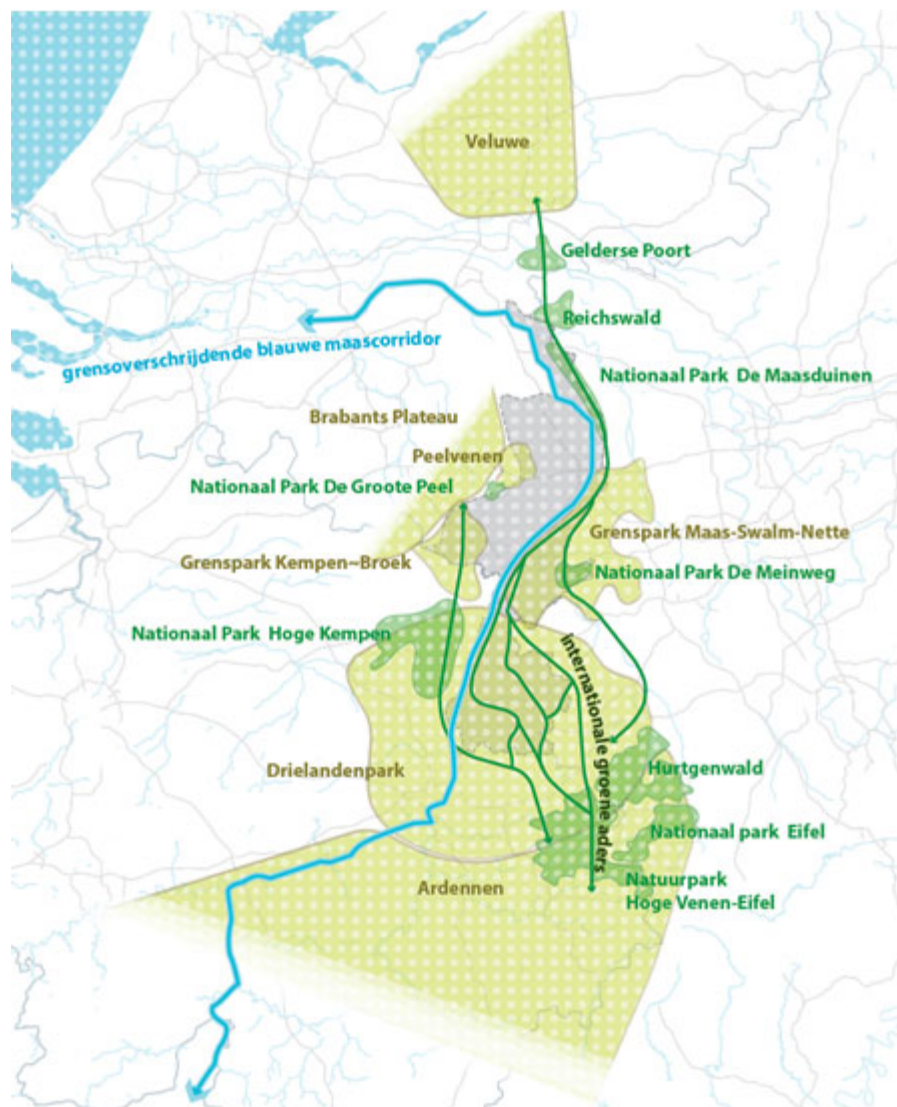 Veluwe
Gelderse Poort
Reichswald
grensoverschrijdende blauwe maascorridor
Nationaal Park De Maasduinen
Brabants Plateau
Peelvenen
Nationaal Park De Groote Peel
Grenspark Maas-Swalm-Nette
Grenspark Kempen~Broek
Nationaal Park De Meinweg
Nationaal Park Hoge Kempen
internationale groene aders
Drielandenpark
Hurtgenwald
Nationaal park Eifel
Ardennen
Natuurpark
Hoge Venen-Eifel